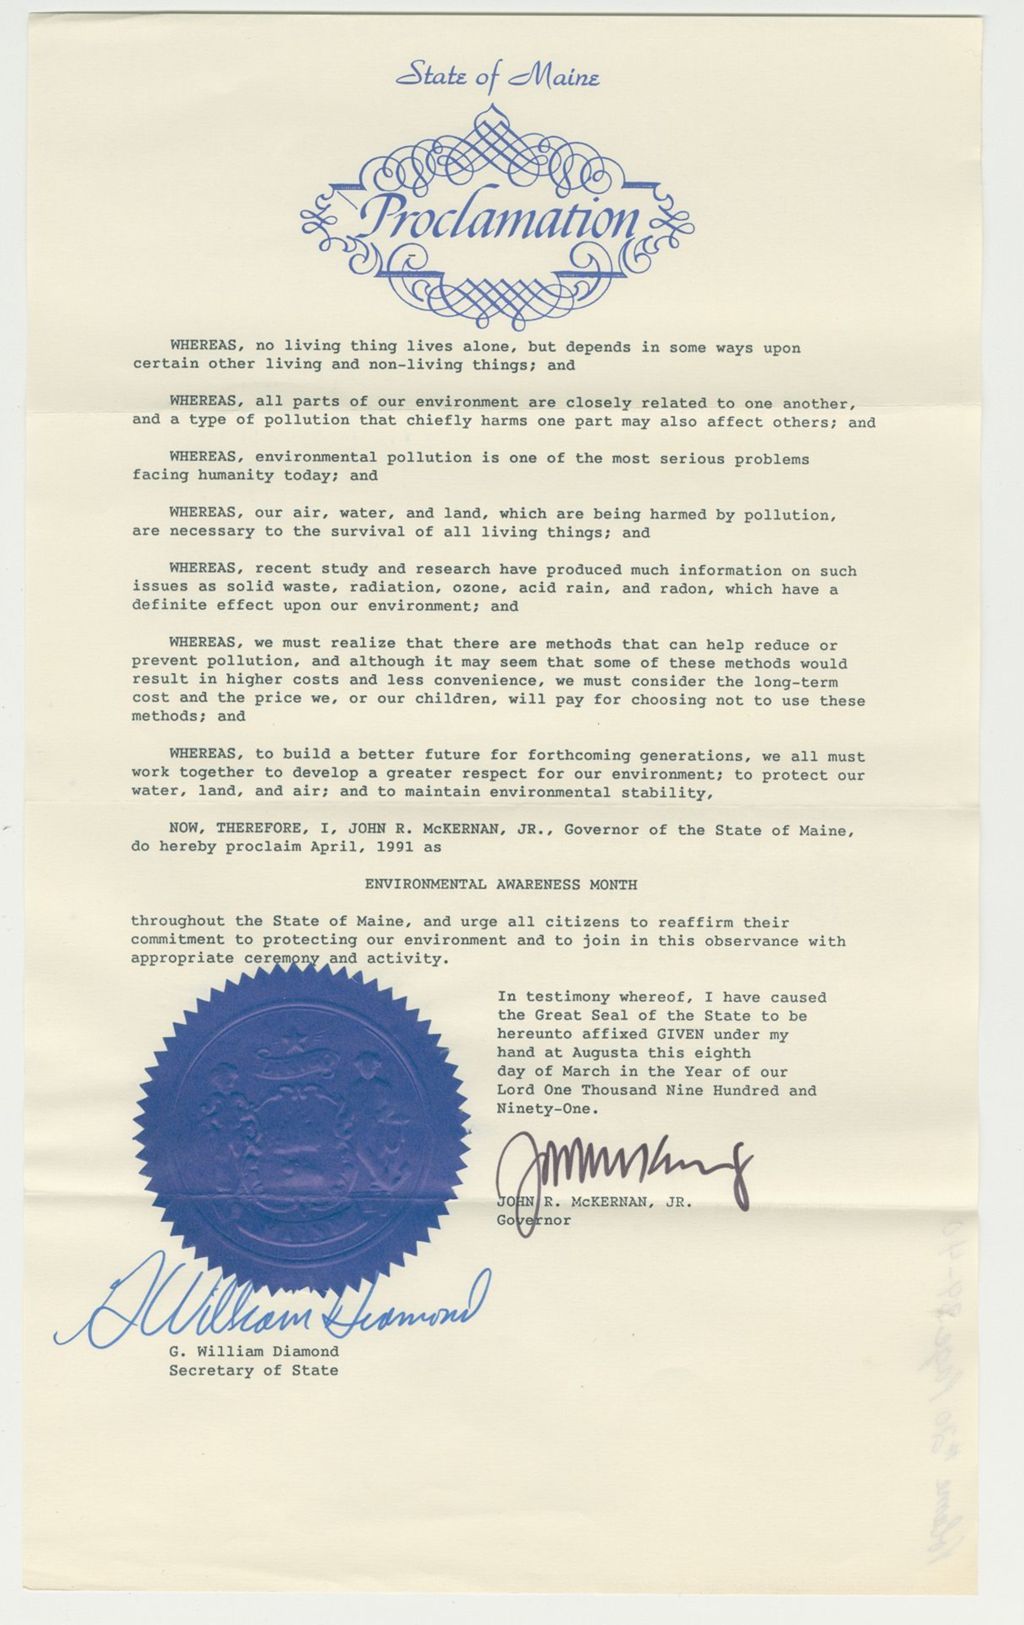 State of Maine
Proclamation
WHEREAS, no living thing lives alone, but depends in some ways upon
certain other living and non-living things; and
WHEREAS, all parts of our environment are closely related to one another,
and a type of pollution that chiefly harms one part may also affect others; and
WHEREAS, environmental pollution is one of the most serious problems
facing humanity today; and
WHEREAS, our air, water, and land, which are being harmed by pollution,
are necessary to the survival of all living things; and
WHEREAS, recent study and research have produced much information on such
issues as solid waste, radiation, ozone, acid rain, and radon, which have a
definite effect upon our environment; and
WHEREAS, we must realize that there are methods that can help reduce or
prevent pollution, and although it may seem that some of these methods would
result in higher costs and less convenience, we must consider the long-term
cost and the price we, or our children, will pay for choosing not to use these
methods; and
WHEREAS, to build a better future for forthcoming generations, we all must
work together to develop a greater respect for our environment; to protect our
water, land, and air; and to maintain environmental stability,
NOW, THEREFORE, I, JOHN R. McKERNAN, JR., Governor of the State of Maine,
do hereby proclaim April, 1991 as
ENVIRONMENTAL AWARENESS MONTH
throughout the State of Maine, and urge all citizens to reaffirm their
commitment to protecting our environment and to join in this observance with
appropriate ceremony and activity.
In testimony whereof, I have caused
the Great Seal of the State to be
hereunto affixed GIVEN under my
hand at Augusta this eighth
day of March in the Year of our
Lord One Thousand Nine Hundred and
Ninety-One.
JOHN R. McKERNAN, JR.
Governor
G William Diamond
G. William Diamond
Secretary of State